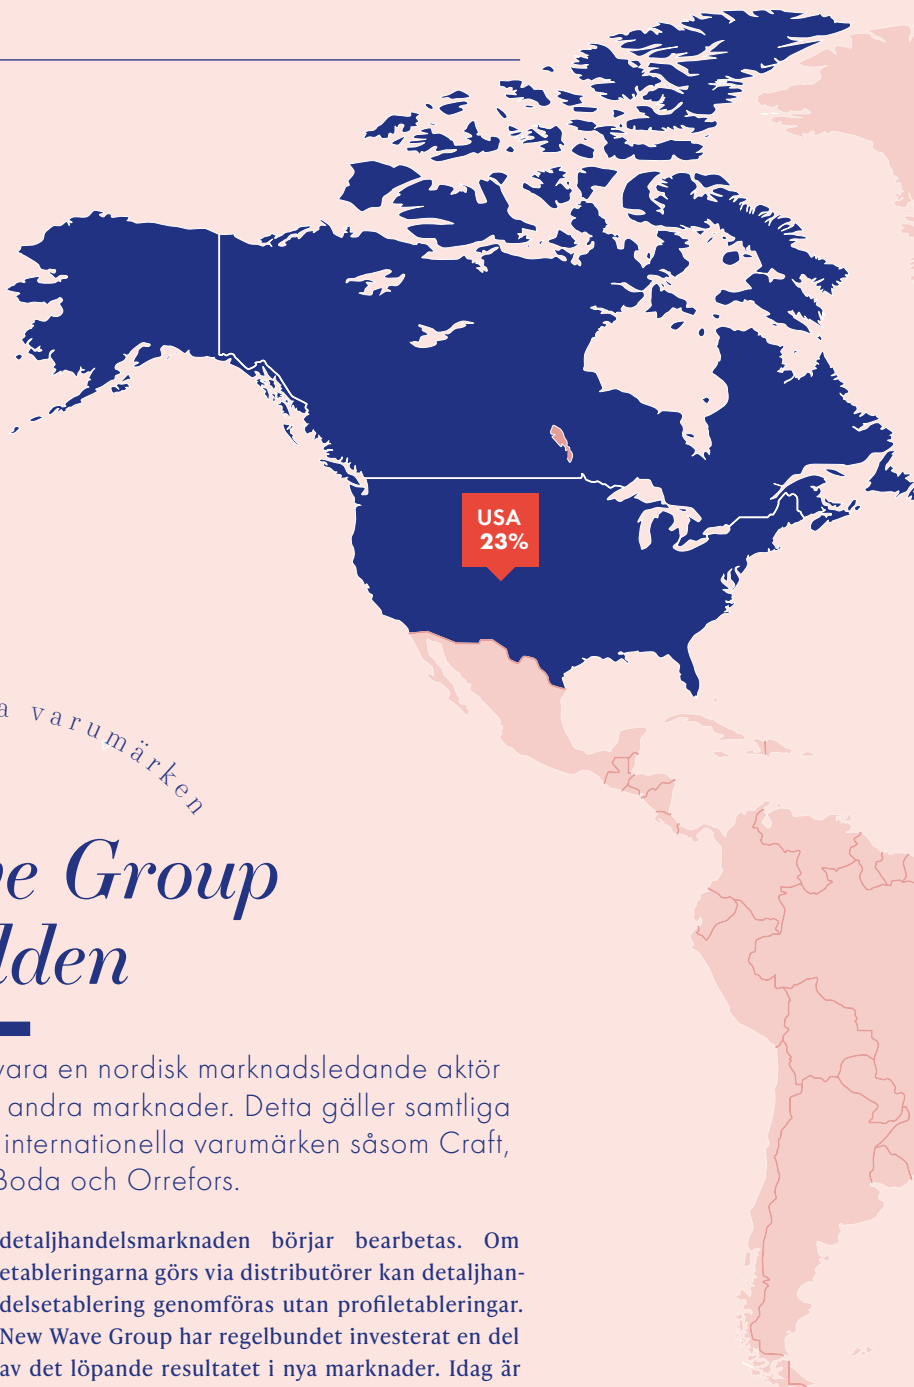 USA
23%
a varumärken
ve Group
lden
vara en nordisk marknadsledande aktör
andra marknader. Detta gäller samtliga
internationella varumärken såsom Craft,
Boda och Orrefors.
detaljhandelsmarknaden börjar bearbetas. Om
etableringarna görs via distributörer kan detaljhan-
delsetablering genomföras utan profiletableringar.
New Wave Group har regelbundet investerat en del
av det löpande resultatet i nya marknader. Idag är